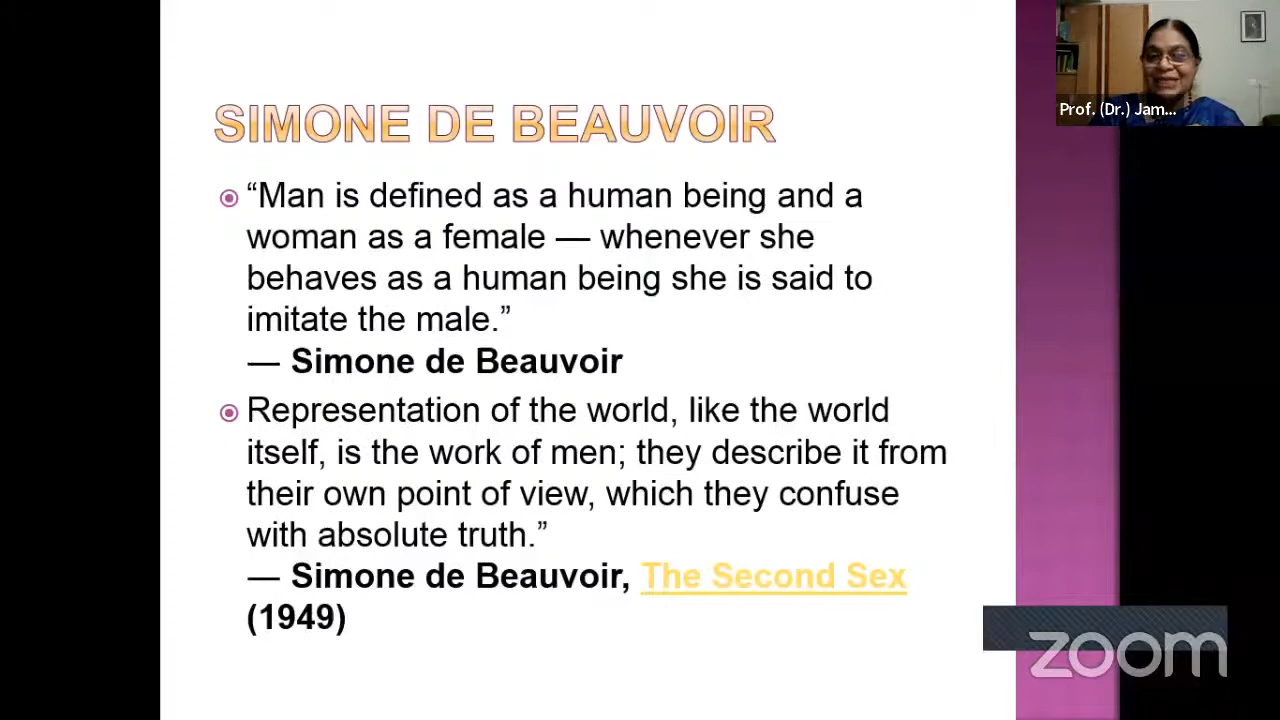 SIMONE DE BEAUVOIR
“Man is defined as a human being and a
woman as a female — whenever she
behaves as a human being she is said to
imitate the male.”
— Simone de Beauvoir
Representation of the world, like the world
itself, is the work of men; they describe it from
their own point of view, which they confuse
with absolute truth.”
— Simone de Beauvoir, The Second Sex
(1949)
Prof. (Dr.) Jam...
zoom